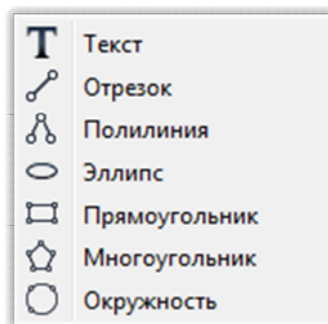 Текст
Отрезок
Полилиния
Эллипс
Прямоугольник
Многоугольник
Окружность